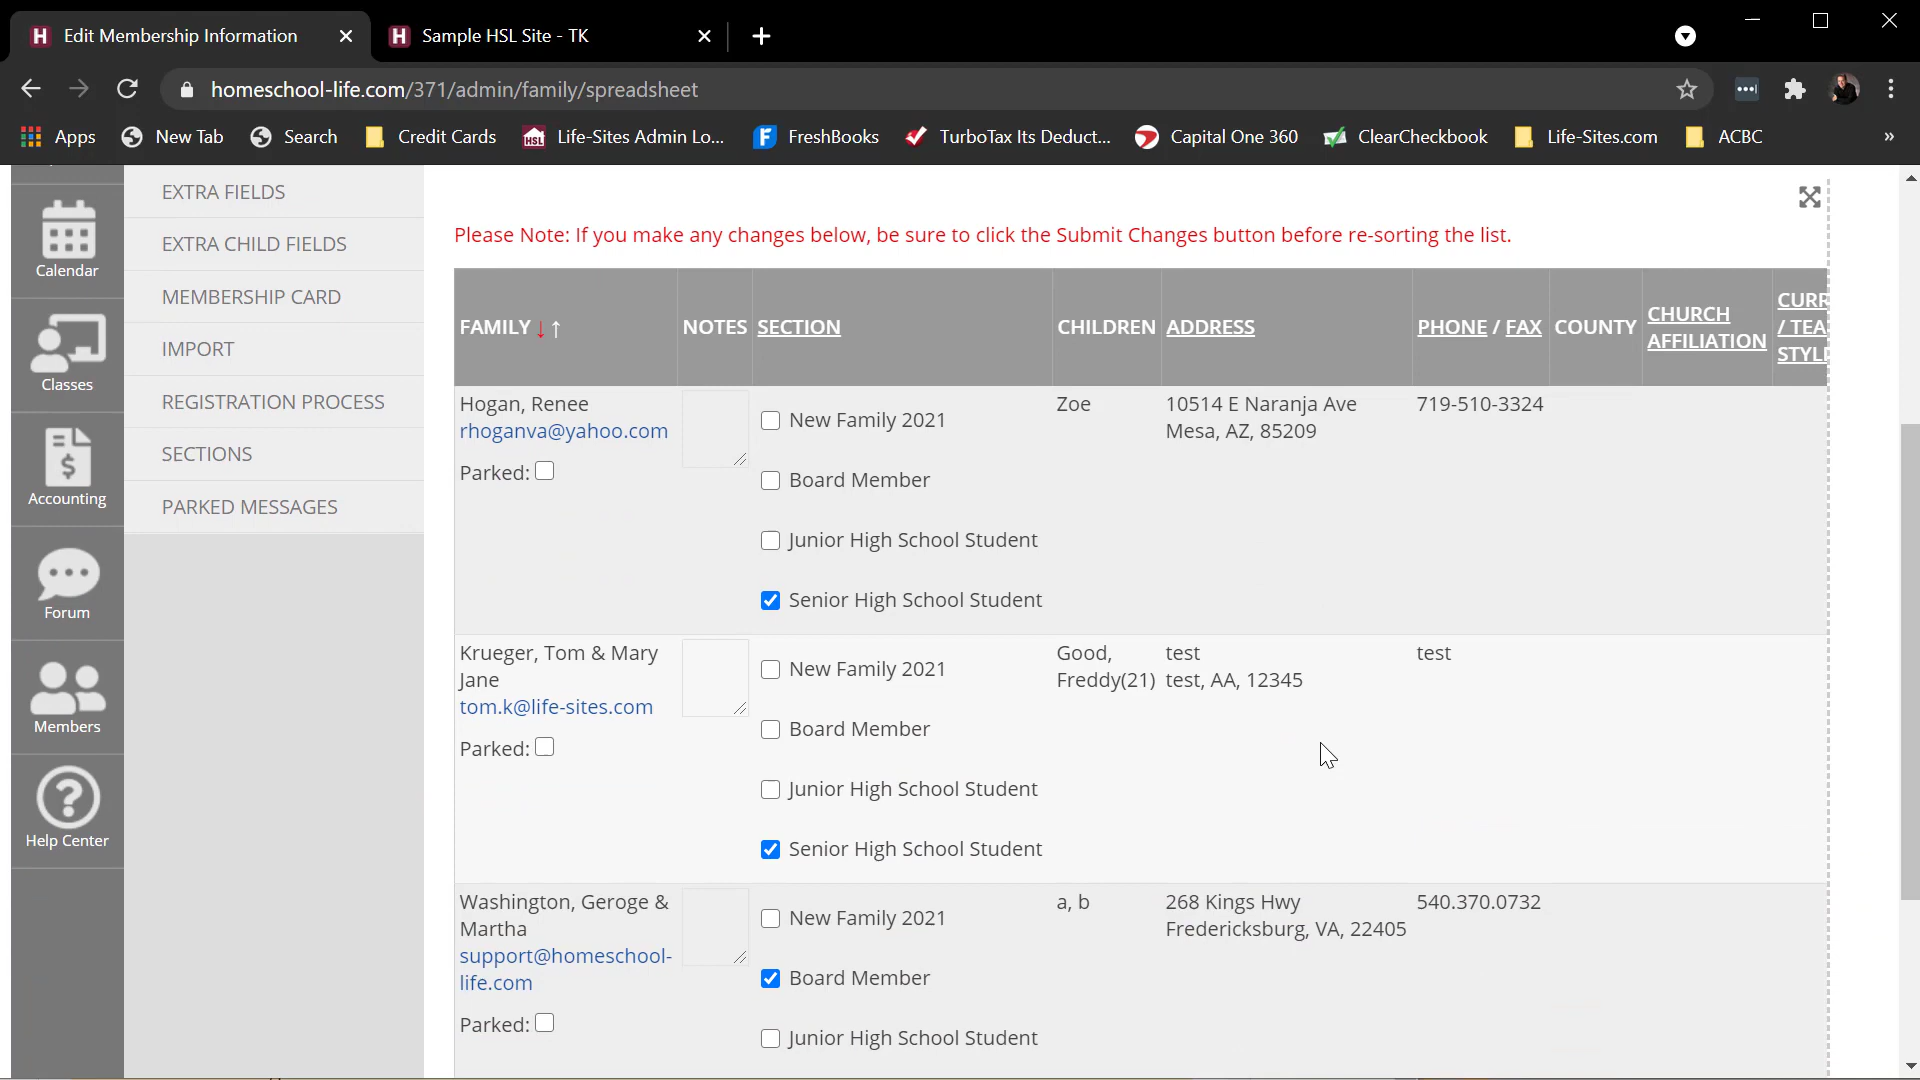 Edit Membership Information
Sample HSL Site - TK
homeschool-life.com/371/admin/family/spreadsheet
Apps
New Tab
Search
Credit Cards
Life-Sites Admin Lo...
FreshBooks
TurboTax Its Deduct...
Capital One 360
ClearCheckbook
Life-Sites.com
ACBC
»
Calendar
Classes
Accounting
Forum
Members
Help Center
EXTRA FIELDS
EXTRA CHILD FIELDS
MEMBERSHIP CARD
IMPORT
REGISTRATION PROCESS
SECTIONS
PARKED MESSAGES
Please Note: If you make any changes below, be sure to click the Submit Changes button before re-sorting the list.
FAMILY ↓ ↑
NOTES
SECTION
CHILDREN
ADDRESS
PHONE / FAX
COUNTY
CHURCH
AFFILIATION
CURR
/ TEA
STYL
Hogan, Renee
rhoganva@yahoo.com
Parked:
New Family 2021
Board Member
Junior High School Student
Senior High School Student
Zoe
10514 E Naranja Ave
Mesa, AZ, 85209
719-510-3324
Krueger, Tom & Mary
Jane
tom.k@life-sites.com
Parked:
New Family 2021
Board Member
Junior High School Student
Senior High School Student
Good,
Freddy(21)
test
test, AA, 12345
test
Washington, Geroge &
Martha
support@homeschool-
life.com
Parked:
New Family 2021
Board Member
Junior High School Student
a, b
268 Kings Hwy
Fredericksburg, VA, 22405
540.370.0732